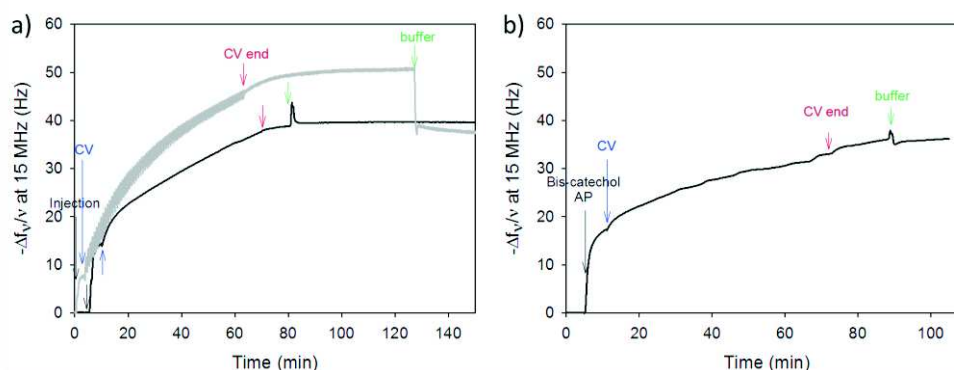 a)
-Δfᵥ/ν at 15 MHz (Hz)
60
50
40
30
20
10
0
CV
Injection
CV end
buffer
0 20 40 60 80 100 120 140
Time (min)
b)
-Δfᵥ/ν at 15 MHz (Hz)
60
50
40
30
20
10
0
Bis-catechol
AP
CV
CV end
buffer
0 20 40 60 80 100
Time (min)